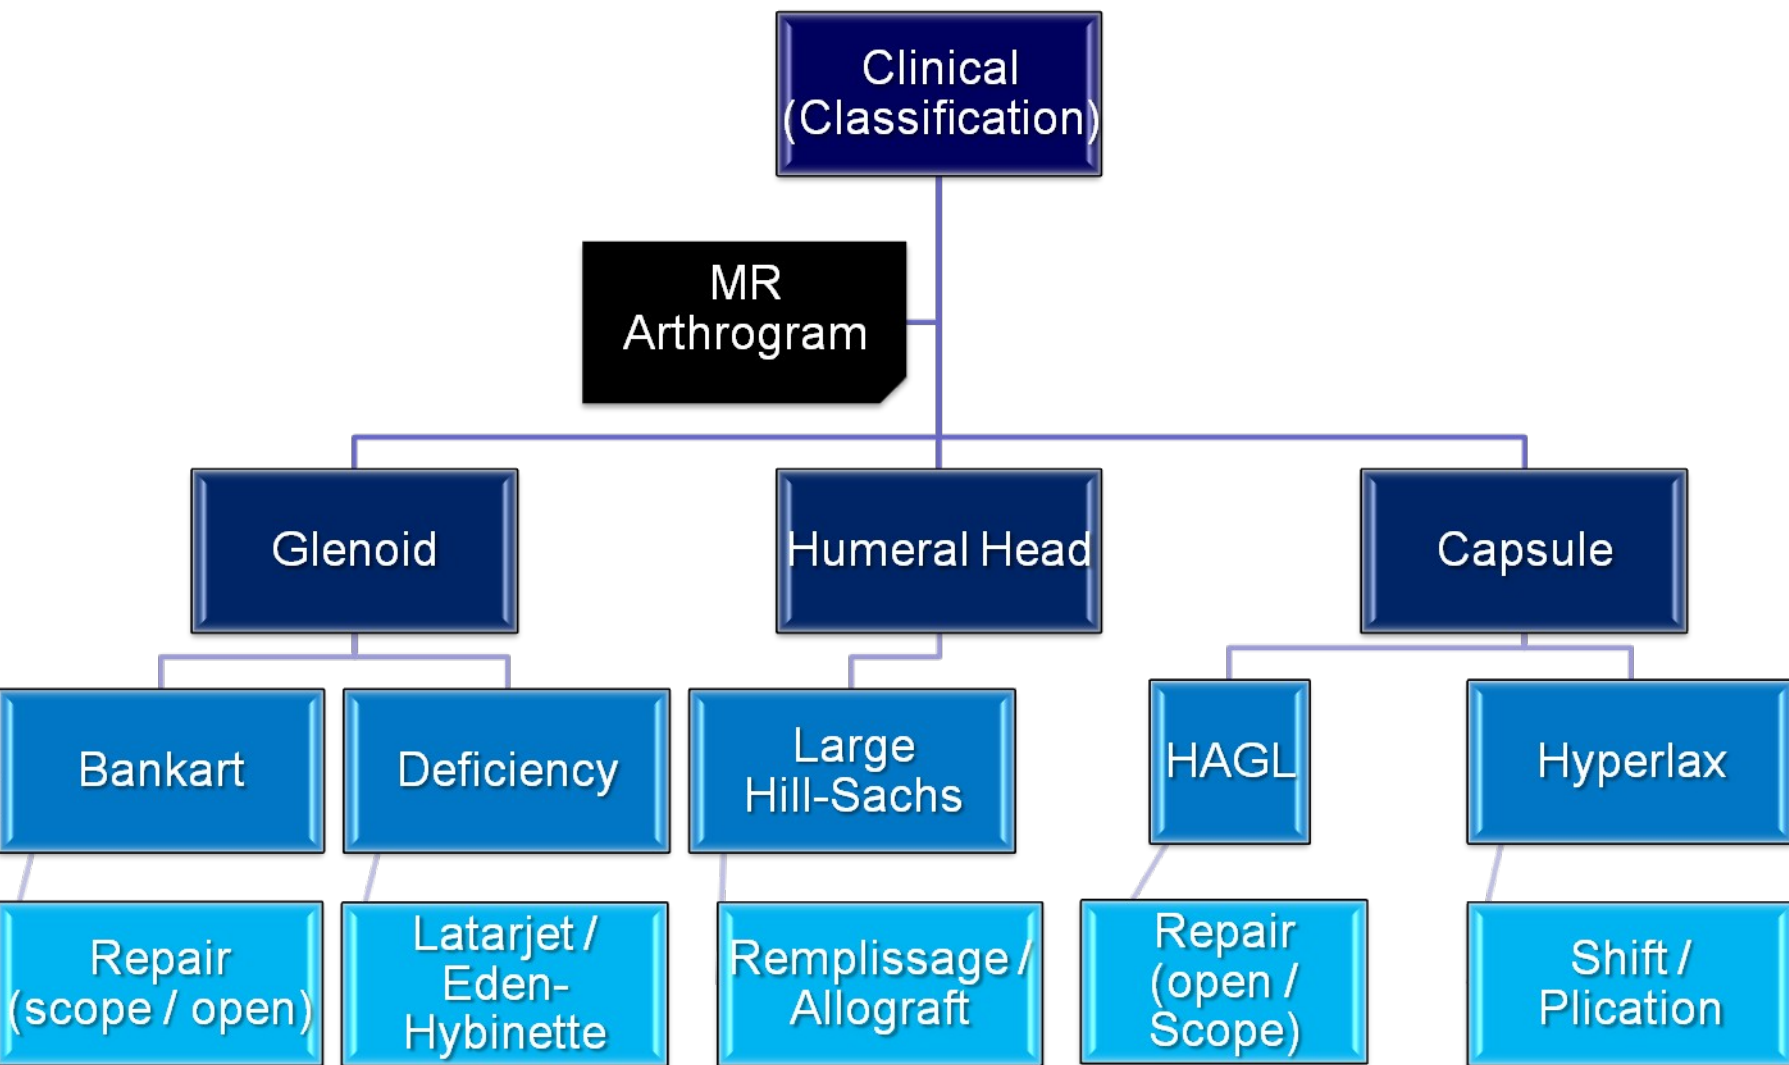 Clinical
(Classification)
MR
Arthrogram
Glenoid
Humeral Head
Capsule
Bankart
Deficiency
Large
Hill-Sachs
HAGL
Hyperlax
Repair
(scope / open)
Latarjet /
Eden-
Hybinette
Remplissage /
Allograft
Repair
(open /
Scope)
Shift /
Plication